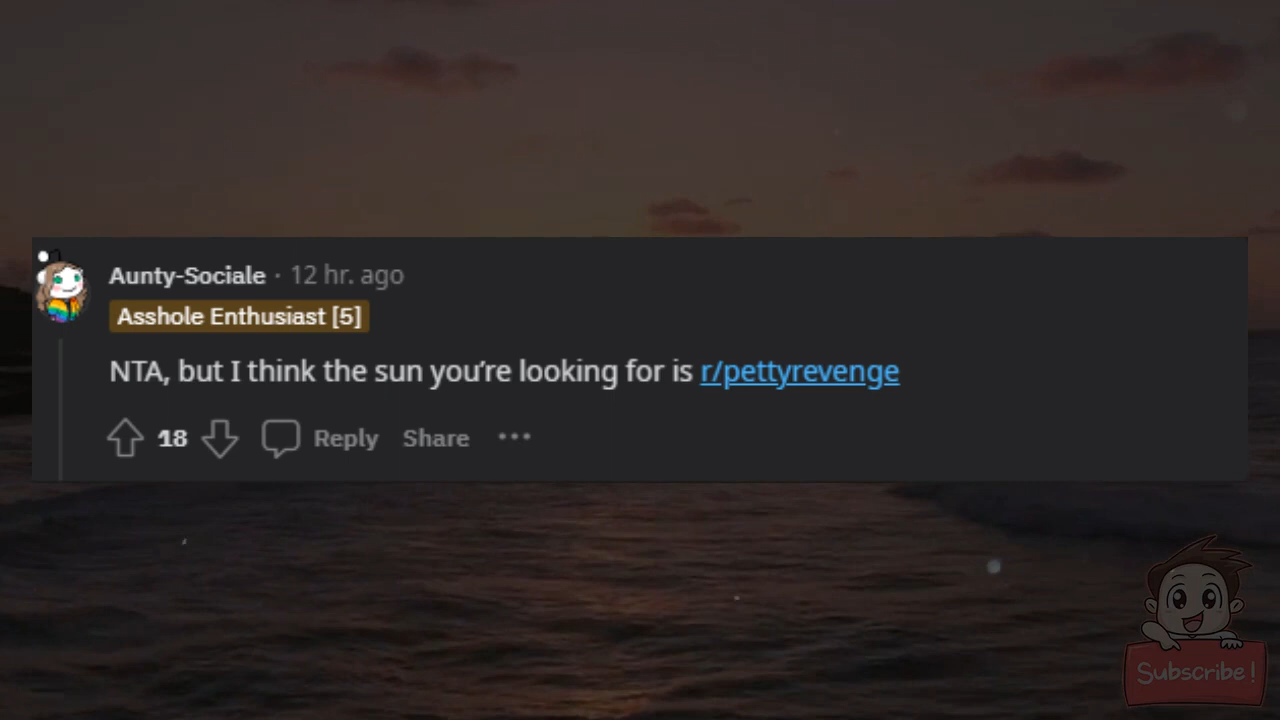 Aunty-Sociale · 12 hr. ago
Asshole Enthusiast [5]
NTA, but I think the sun you’re looking for is r/pettyrevenge
18 Reply Share ···
Subscribe!